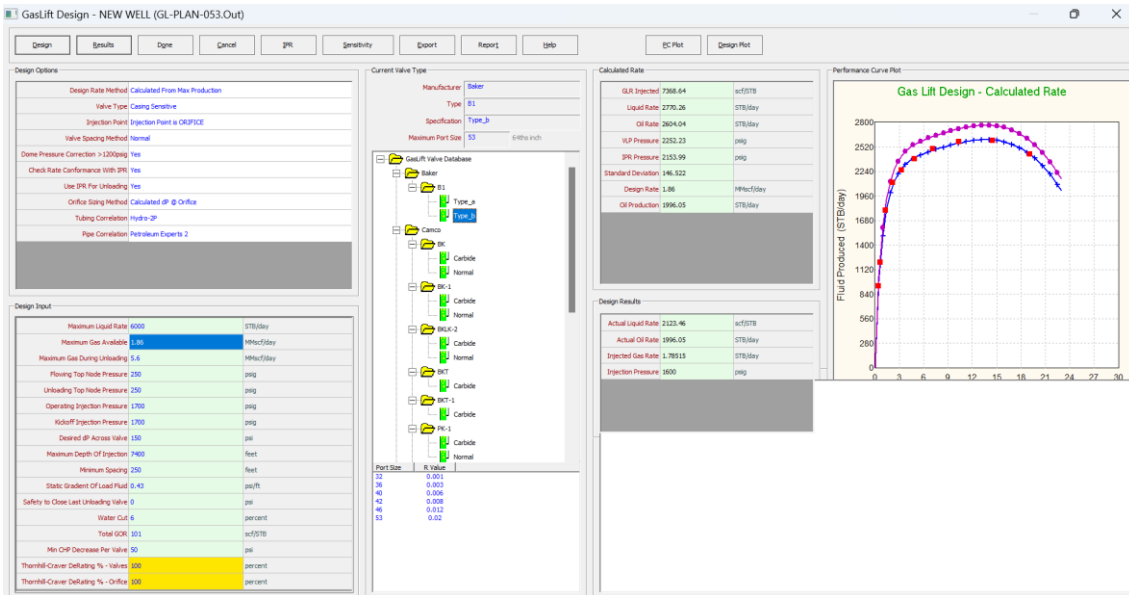 GasLift Design - NEW WELL (GL-PLAN-053.Out)
Design Results Done Cancel IPR Sensitivity Export Report Help PC Plot Design Plot
Design Options
Design Rate Method Calculated From Max Production
Valve Type Casing Sensitive
Injection Point Injection Point is ORIFICE
Valve Spacing Method Normal
Dome Pressure Correction >1200psig Yes
Check Rate Conformance With IPR Yes
Use IPR For Unloading Yes
Orifice Sizing Method Calculated dP @ Orifice
Tubing Correlation Hydro-2P
Pipe Correlation Petroleum Experts 2
Design Input
Maximum Liquid Rate 6000 STB/day
Maximum Gas Available 1.86 MMscf/day
Maximum Gas During Unloading 5.6 MMscf/day
Flowing Top Node Pressure 250 psig
Unloading Top Node Pressure 250 psig
Operating Injection Pressure 1700 psig
Kickoff Injection Pressure 1700 psig
Desired dP Across Valve 150 psi
Maximum Depth Of Injection 7400 feet
Minimum Spacing 250 feet
Static Gradient Of Load Fluid 0.43 psi/ft
Safety to Close Last Unloading Valve 0 psi
Water Cut 6 percent
Total GOR 101 scf/STB
Min CHP Decrease Per Valve 50 psi
Thornhill-Craver DeRating % - Valves 100 percent
Thornhill-Craver DeRating % - Orifice 100 percent
Current Valve Type
Manufacturer Baker
Type B1
Specification Type_b
Maximum Port Size 53 64ths inch
GasLift Valve Database
Baker
B1
Type_a
Type_b
Camco
BK
Carbide
Normal
BK-1
Carbide
Normal
BKLK-2
Carbide
Normal
BKT
Carbide
BKT-1
Carbide
PK-1
Carbide
Normal
Port Size R Value
32 0.001
36 0.003
40 0.006
42 0.008
46 0.012
53 0.02
Calculated Rate
GLR Injected 7368.64 scf/STB
Liquid Rate 2770.26 STB/day
Oil Rate 2604.04 STB/day
VLP Pressure 2252.23 psig
IPR Pressure 2153.99 psig
Standard Deviation 146.522
Design Rate 1.86 MMscf/day
Oil Production 1996.05 STB/day
Design Results
Actual Liquid Rate 2123.46 scf/STB
Actual Oil Rate 1996.05 STB/day
Injected Gas Rate 1.78515 STB/day
Injection Pressure 1600 psig
Performance Curve Plot
Gas Lift Design - Calculated Rate
Fluid Produced (STB/day)
2800
2520
2240
1960
1680
1400
1120
840
560
280
0
0 3 6 9 12 15 18 21 24 27 30